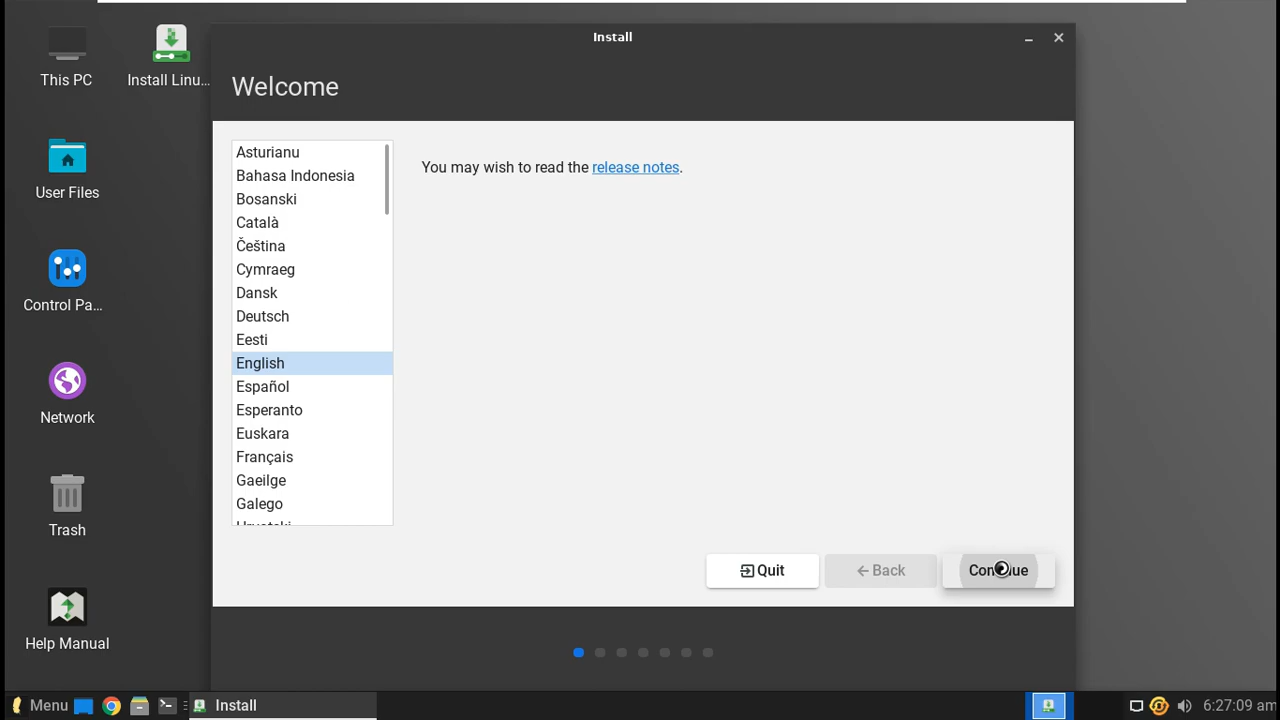 Install
This PC
Install Linu...
Welcome
Asturianu
Bahasa Indonesia
Bosanski
Català
Čeština
Cymraeg
Dansk
Deutsch
Eesti
English
Español
Esperanto
Euskara
Français
Gaeilge
Galego
Hrvatski
You may wish to read the release notes.
User Files
Control Pa...
Network
Trash
Help Manual
Quit
Back
Continue
Menu
Install
6:27:09 am